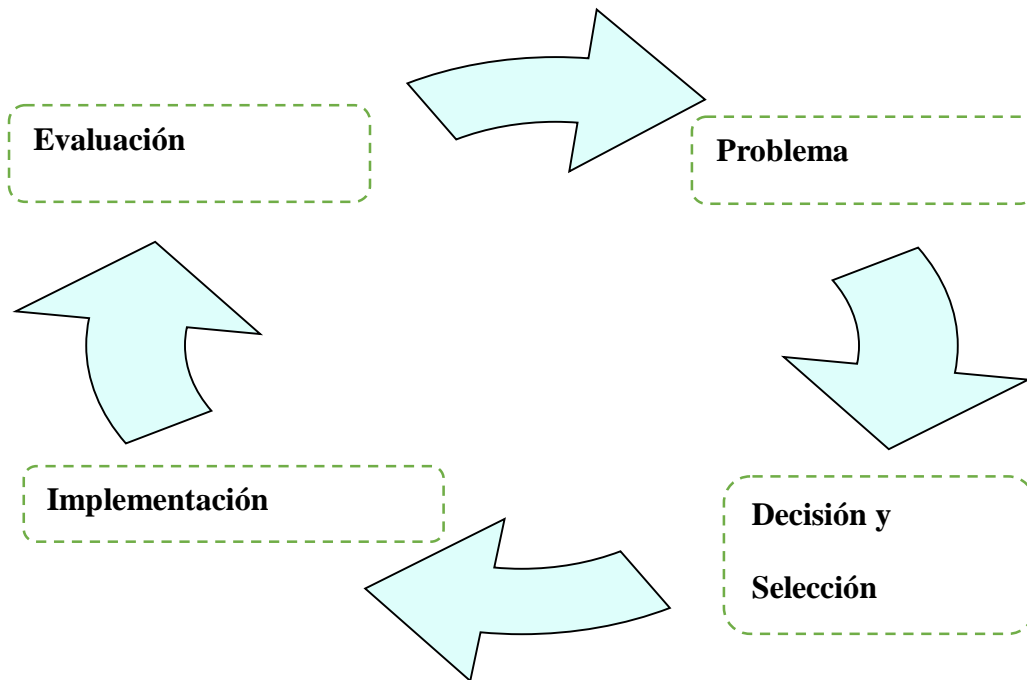 Evaluación
Problema
Implementación
Decisión y
Selección